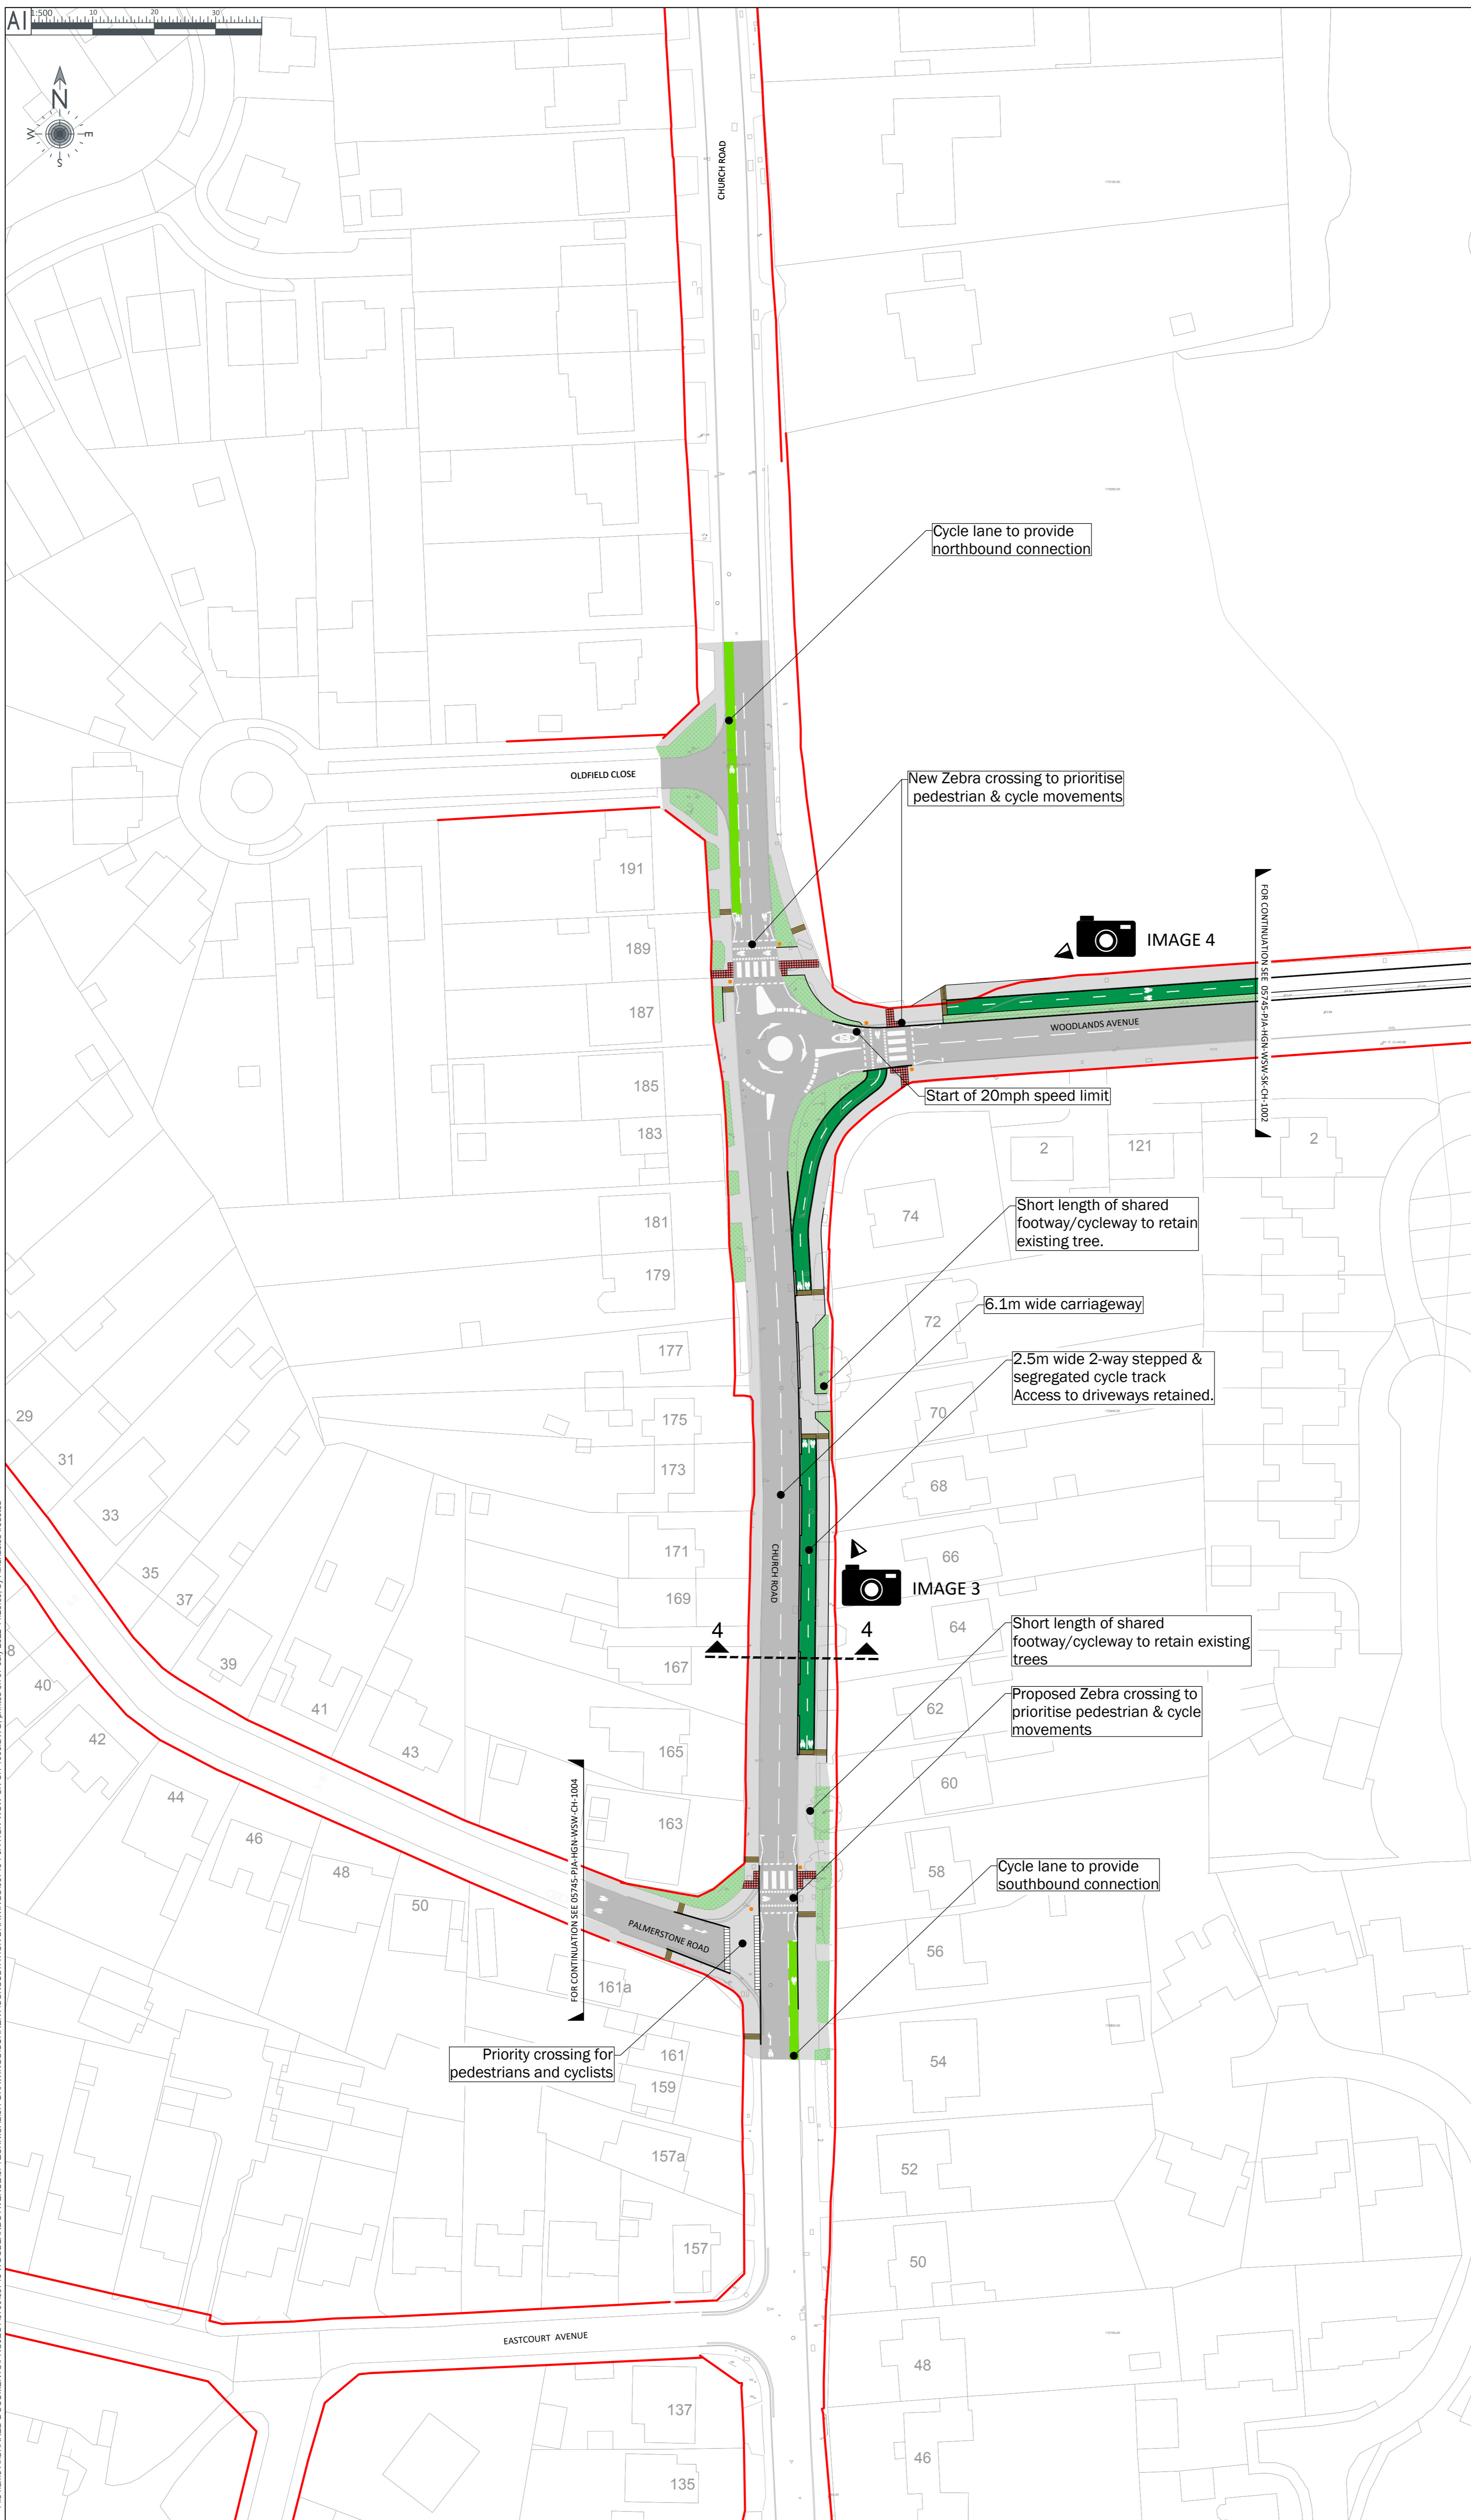 A1
1:500
10
20
30
N
W
E
S
CHURCH ROAD
Cycle lane to provide
northbound connection
OLDFIELD CLOSE
New Zebra crossing to prioritise
pedestrian & cycle movements
191
189
187
185
183
181
179
177
175
173
171
169
167
165
163
IMAGE 4
FOR CONTINUATION SEE 05745-PJA-HGN-WSW-SK-CH-1002
WOODLANDS AVENUE
Start of 20mph speed limit
2
121
2
74
Short length of shared
footway/cycleway to retain
existing tree.
72
6.1m wide carriageway
2.5m wide 2-way stepped &
segregated cycle track
Access to driveways retained.
70
68
66
CHURCH ROAD
IMAGE 3
64
4
4
Short length of shared
footway/cycleway to retain existing
trees
62
Proposed Zebra crossing to
prioritise pedestrian & cycle
movements
60
58
Cycle lane to provide
southbound connection
56
54
52
50
48
46
29
31
33
35
37
39
41
43
8
40
42
44
46
48
50
FOR CONTINUATION SEE 05745-PJA-HGN-WSW-CH-1004
PALMERSTONE ROAD
161a
Priority crossing for
pedestrians and cyclists
161
159
157a
157
EASTCOURT AVENUE
137
135